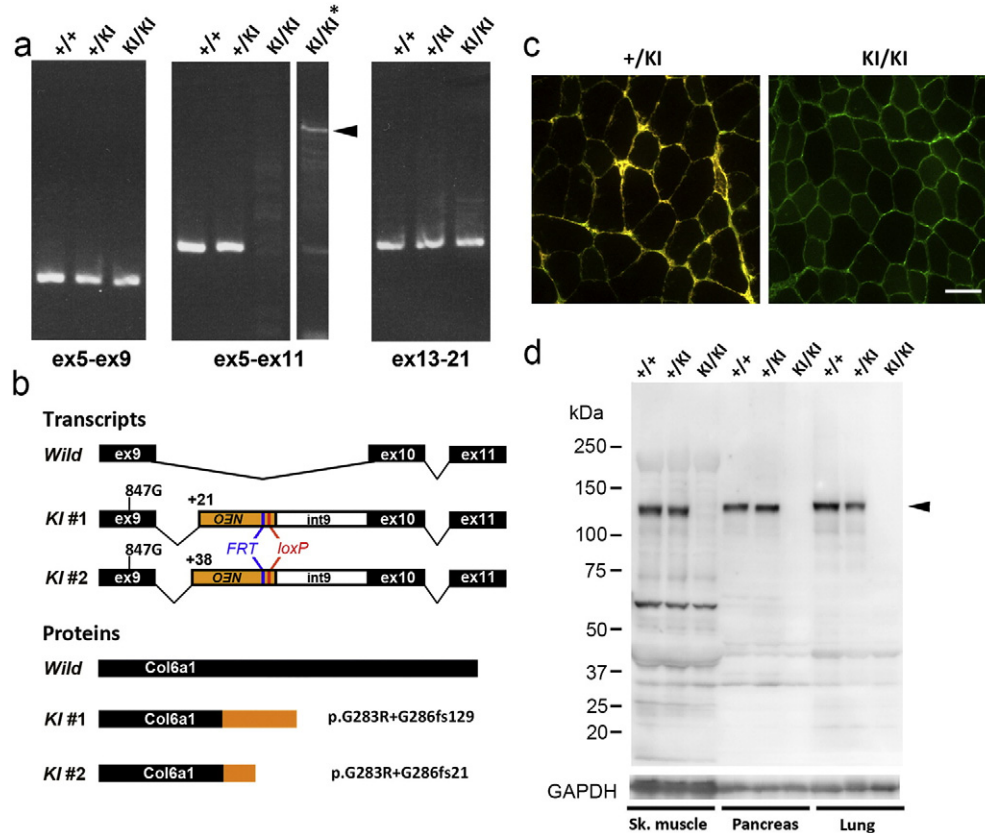 a
+/+ +/KI KI/KI
+/+ +/KI KI/KI KI/KI*
+/+ +/KI KI/KI
ex5-ex9 ex5-ex11 ex13-21
b
Transcripts
Wild ex9 ex10 ex11
847G +21
KI #1 ex9 NEO int9 ex10 ex11
FRT loxP
847G +38
KI #2 ex9 NEO int9 ex10 ex11
Proteins
Wild Col6a1
KI #1 Col6a1 p.G283R+G286fs129
KI #2 Col6a1 p.G283R+G286fs21
c
+/KI KI/KI
d
+/+ +/KI KI/KI +/+ +/KI KI/KI +/+ +/KI KI/KI
kDa
250
150
100
75
50
37
25
20
GAPDH
Sk. muscle Pancreas Lung